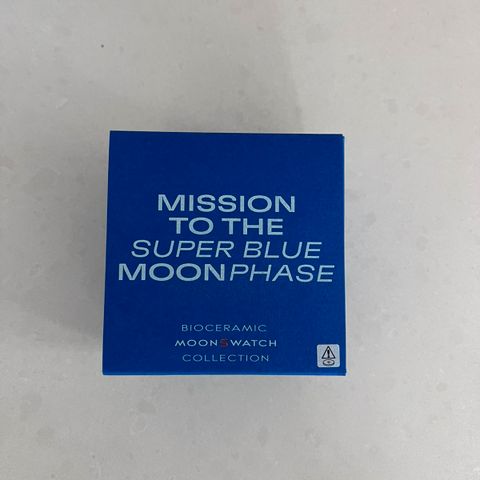 MISSION
TO THE
SUPER BLUE
MOONPHASE
BIOCERAMIC
MOONSWATCH
COLLECTION